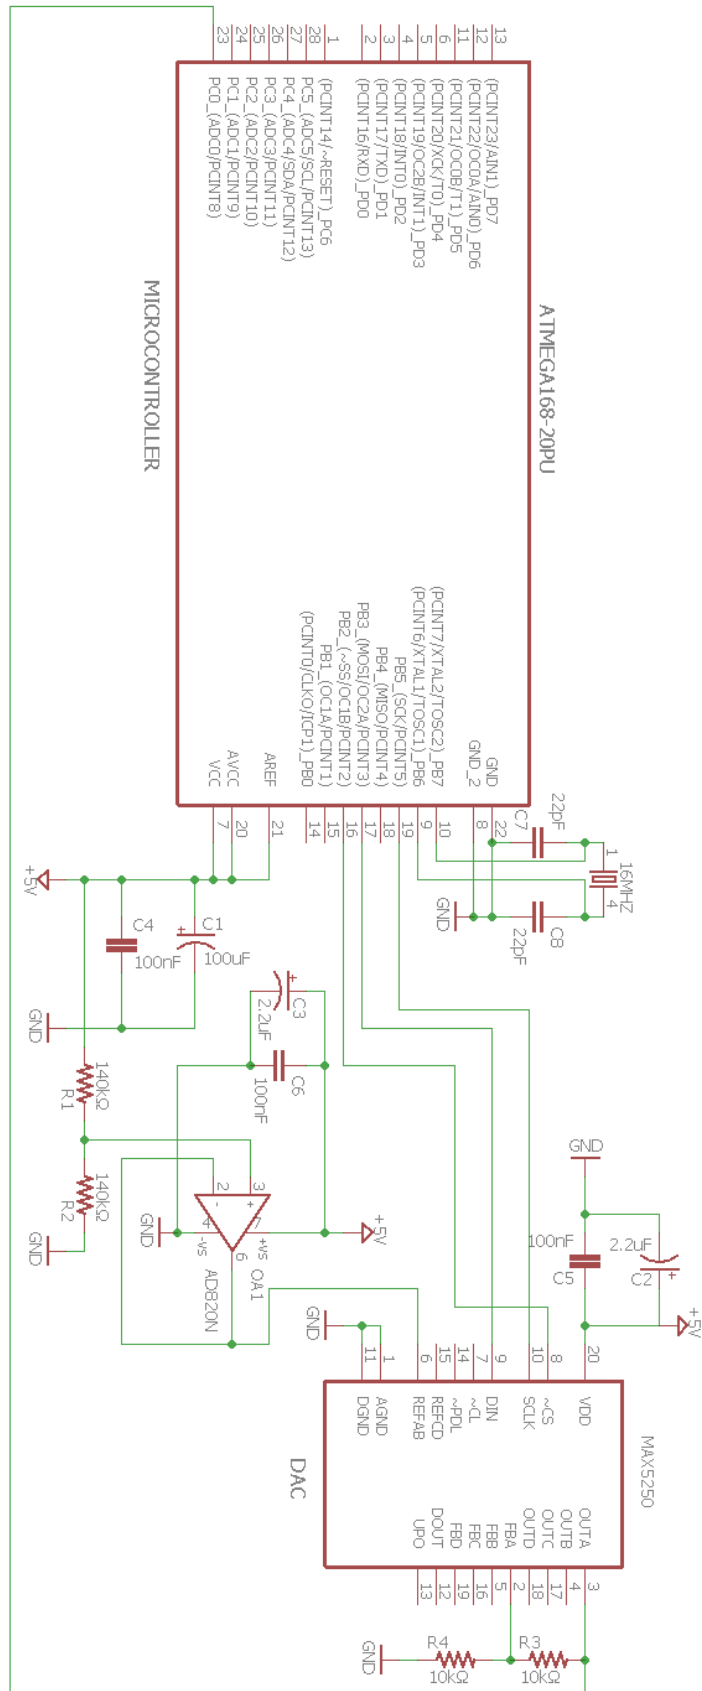 23
24
25
26
27
28
1
2
3
4
5
6
11
12
13
PC0_(ADC0/PCINT8)
PC1_(ADC1/PCINT9)
PC2_(ADC2/PCINT10)
PC3_(ADC3/PCINT11)
PC4_(ADC4/SDA/PCINT12)
PC5_(ADC5/SCL/PCINT13)
(PCINT14/~RESET)_PC6
(PCINT16/RXD)_PD0
(PCINT17/TXD)_PD1
(PCINT18/INT0)_PD2
(PCINT19/OC2B/INT1)_PD3
(PCINT20/XCK/T0)_PD4
(PCINT21/OC0B/T1)_PD5
(PCINT22/OC0A/AIN0)_PD6
(PCINT23/AIN1)_PD7
MICROCONTROLLER
ATMEGA168-20PU
VCC
AVCC
AREF
(PCINT0/CLKO/ICP1)_PB0
PB1_(OC1A/PCINT1)
PB2_(~SS/OC1B/PCINT2)
PB3_(MOSI/OC2A/PCINT3)
PB4_(MISO/PCINT4)
PB5_(SCK/PCINT5)
(PCINT6/XTAL1/TOSC1)_PB6
(PCINT7/XTAL2/TOSC2)_PB7
GND_2
GND
7
20
21
14
15
16
17
18
19
9
10
8
22
C7
22pF
1
16MHZ
4
C8
22pF
GND
+5V
C4
100nF
C1
100uF
GND
C3
2.2uF
C6
100nF
R1
140kΩ
R2
140kΩ
GND
2
3
-
+
4
7
-VS
+VS
6
GND
+5V
AD820N
OA1
GND
100nF
C5
2.2uF
C2
+5V
GND
11
1
6
15
14
7
9
10
8
20
DGND
AGND
REFAB
REFCD
~PDL
~CL
DIN
SCLK
~CS
VDD
DAC
MAX5250
UPO
DOUT
FBD
FBC
FBB
FBA
OUTD
OUTC
OUTB
OUTA
13
12
19
16
5
2
18
17
4
3
GND
R4
10kΩ
R3
10kΩ